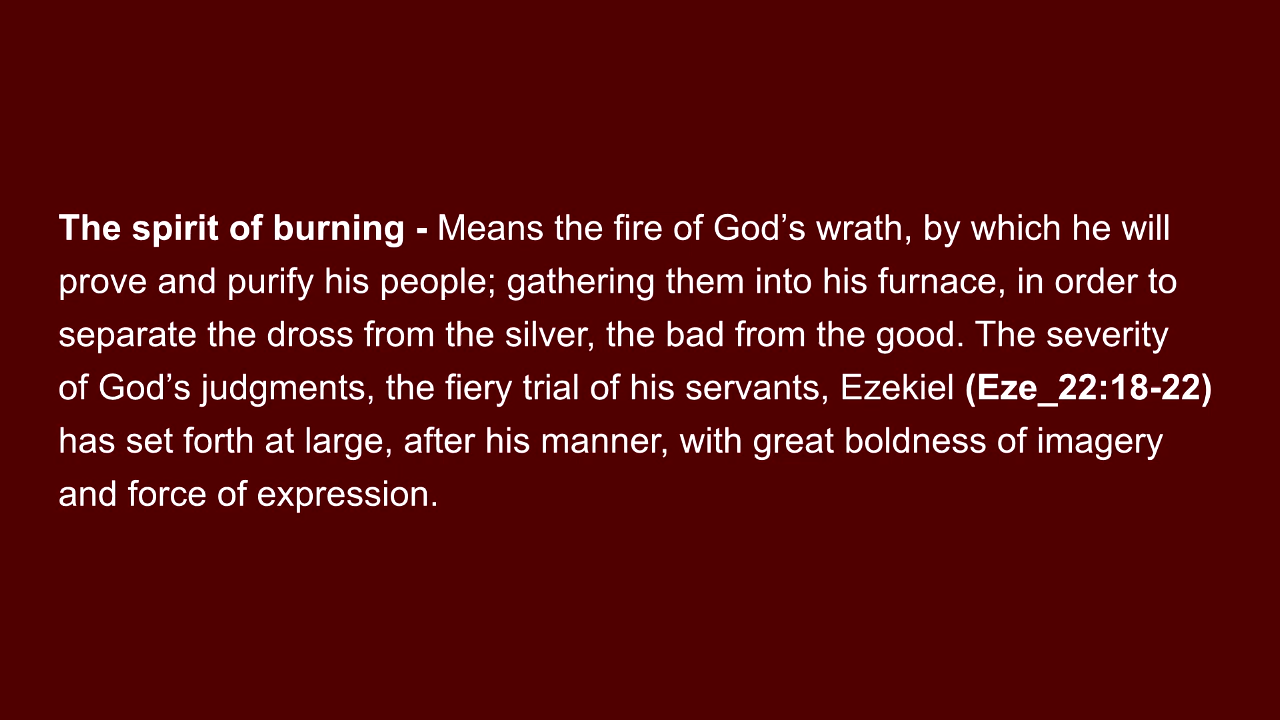 The spirit of burning - Means the fire of God’s wrath, by which he will
prove and purify his people; gathering them into his furnace, in order to
separate the dross from the silver, the bad from the good. The severity
of God’s judgments, the fiery trial of his servants, Ezekiel (Eze_22:18-22)
has set forth at large, after his manner, with great boldness of imagery
and force of expression.